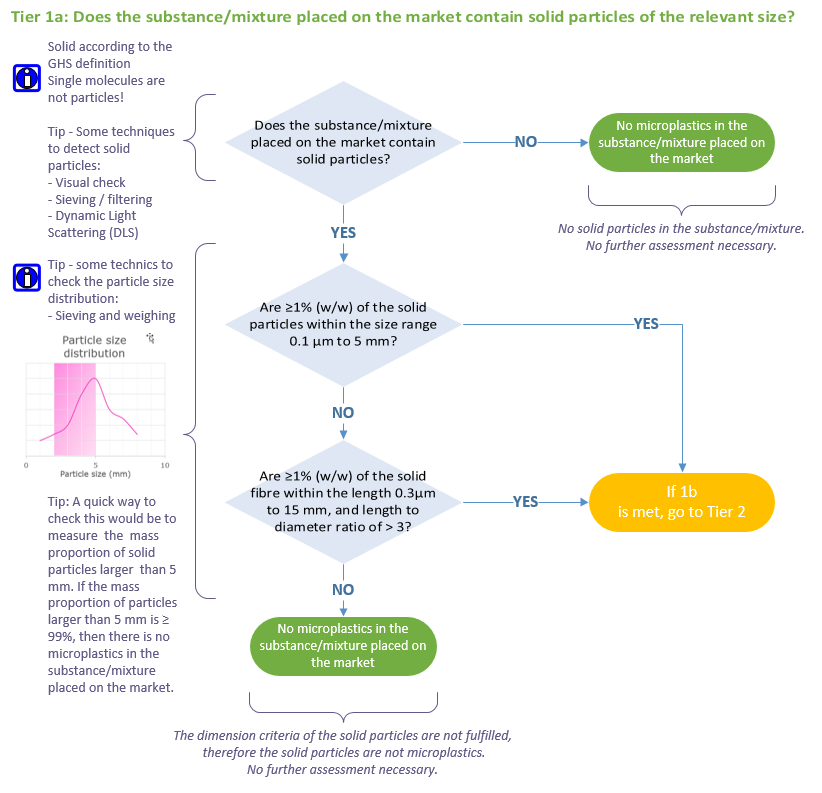 Tier 1a: Does the substance/mixture placed on the market contain solid particles of the relevant size?
Solid according to the
GHS definition
Single molecules are
not particles!
Tip - Some techniques
to detect solid
particles:
- Visual check
- Sieving / filtering
- Dynamic Light
Scattering (DLS)
Does the substance/mixture
placed on the market contain
solid particles?
NO
No microplastics in the
substance/mixture placed on
the market
No solid particles in the substance/mixture.
No further assessment necessary.
YES
Tip - some technics to
check the particle size
distribution:
- Sieving and weighing
Particle size
distribution
0
5
10
Particle size (mm)
Are ≥1% (w/w) of the solid
particles within the size range
0.1 µm to 5 mm?
YES
NO
Tip: A quick way to
check this would be to
measure the mass
proportion of solid
particles larger than 5
mm. If the mass
proportion of particles
larger than 5 mm is ≥
99%, then there is no
microplastics in the
substance/mixture
placed on the market.
Are ≥1% (w/w) of the solid
fibre within the length 0.3µm
to 15 mm, and length to
diameter ratio of > 3?
YES
If 1b
is met, go to Tier 2
NO
No microplastics in the
substance/mixture placed on
the market
The dimension criteria of the solid particles are not fulfilled,
therefore the solid particles are not microplastics.
No further assessment necessary.